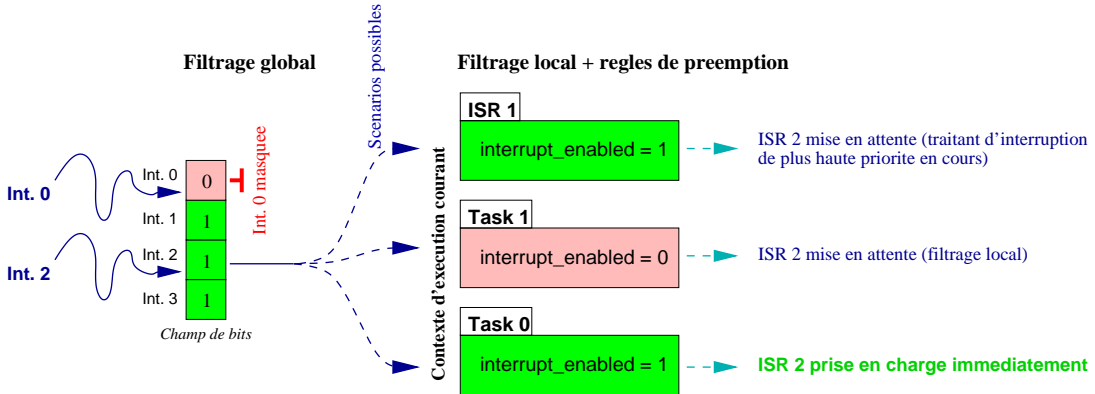 Filtrage global
Filtrage local + regles de preemption
Scenarios possibles
Int. 0
Int. 2
Int. 0
Int. 1
Int. 2
Int. 3
0
1
1
1
Int. 0 masquee
Champ de bits
Contexte d'execution courant
ISR 1
interrupt_enabled = 1
ISR 2 mise en attente (traitant d'interruption
de plus haute priorite en cours)
Task 1
interrupt_enabled = 0
ISR 2 mise en attente (filtrage local)
Task 0
interrupt_enabled = 1
ISR 2 prise en charge immediatement